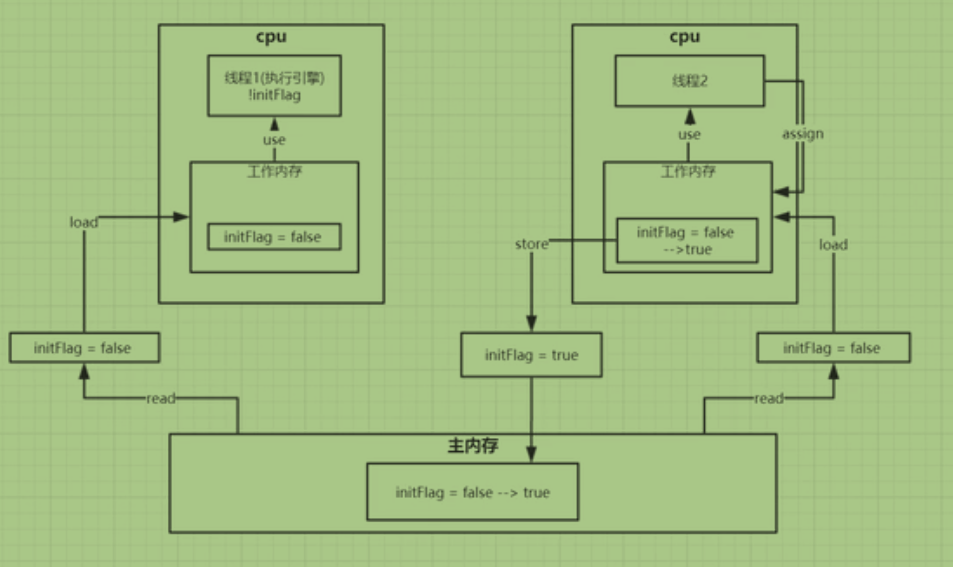 cpu
线程1(执行引擎)
!initFlag
use
工作内存
initFlag = false
load
initFlag = false
read
cpu
线程2
use
assign
工作内存
initFlag = false
-->true
store
load
initFlag = true
initFlag = false
read
主内存
initFlag = false --> true